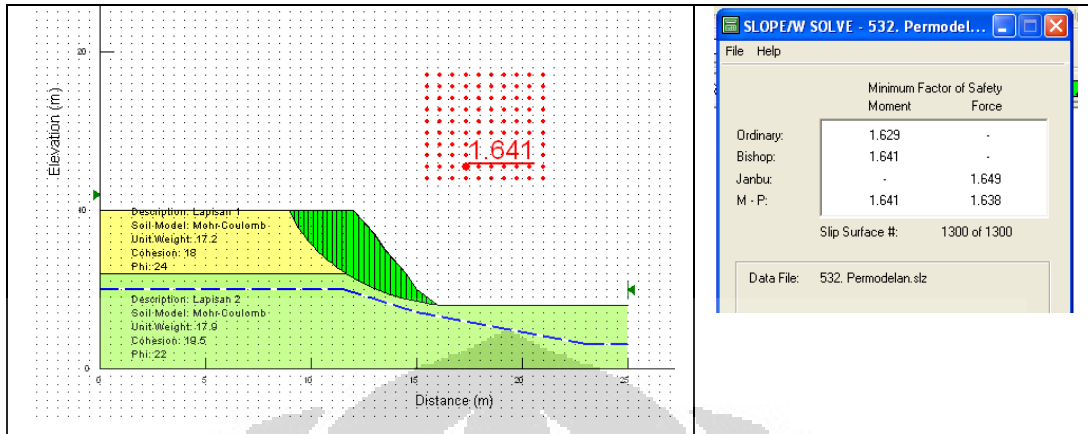 20
Elevation (m)
1.641
10
Description: Lapisan 1
Soil Model: Mohr-Coulomb
Unit Weight: 17.2
Cohesion: 18
Phi: 24
Description: Lapisan 2
Soil Model: Mohr-Coulomb
Unit Weight: 17.9
Cohesion: 19.5
Phi: 22
0
0 5 10 15 20 25
Distance (m)
SLOPE/W SOLVE - 532. Permodel...
File Help
Minimum Factor of Safety
Moment Force
Ordinary: 1.629 -
Bishop: 1.641 -
Janbu: - 1.649
M - P: 1.641 1.638
Slip Surface #: 1300 of 1300
Data File: 532. Permodelan.slz